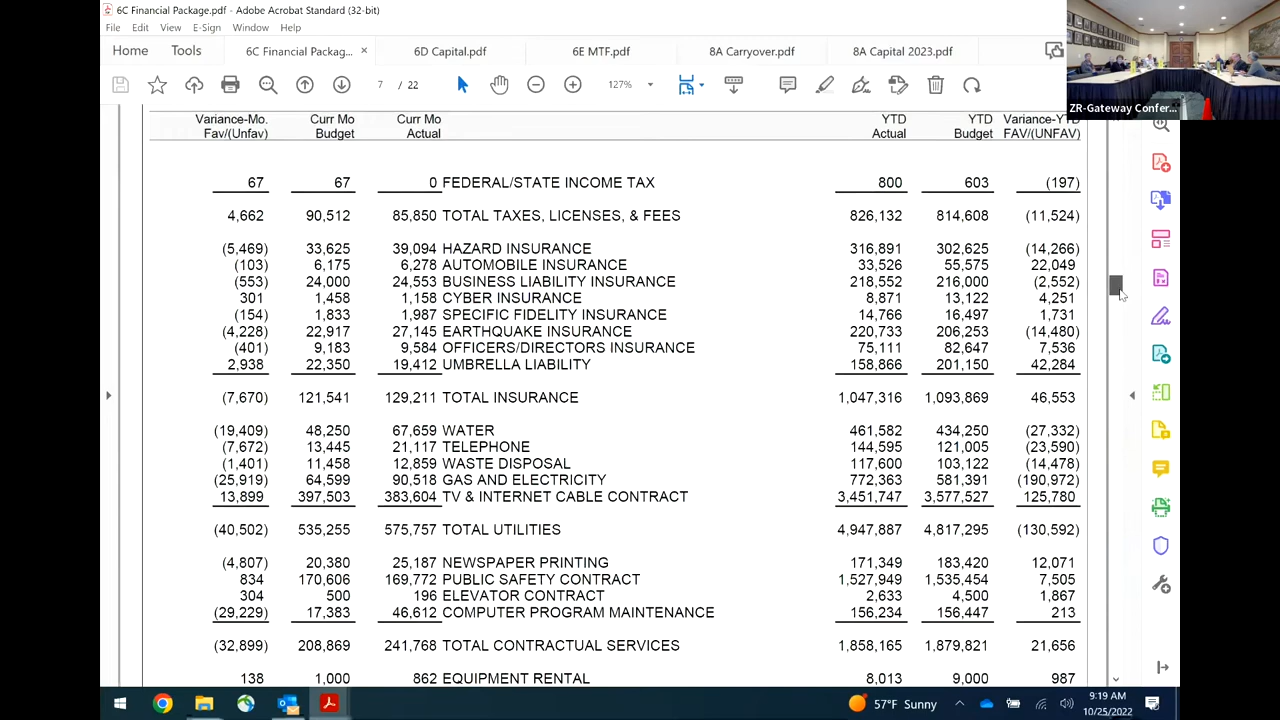 6C Financial Package.pdf - Adobe Acrobat Standard (32-bit)
File Edit View E-Sign Window Help
Home Tools 6C Financial Packag... × 6D Capital.pdf 6E MTF.pdf 8A Carryover.pdf 8A Capital 2023.pdf
7 / 22 127%
ZR-Gateway Confer...
Variance-Mo. Curr Mo Curr Mo YTD YTD Variance-YTD
Fav/(Unfav) Budget Actual Actual Budget FAV/(UNFAV)
67 67 0 FEDERAL/STATE INCOME TAX 800 603 (197)
4,662 90,512 85,850 TOTAL TAXES, LICENSES, & FEES 826,132 814,608 (11,524)
(5,469) 33,625 39,094 HAZARD INSURANCE 316,891 302,625 (14,266)
(103) 6,175 6,278 AUTOMOBILE INSURANCE 33,526 55,575 22,049
(553) 24,000 24,553 BUSINESS LIABILITY INSURANCE 218,552 216,000 (2,552)
301 1,458 1,158 CYBER INSURANCE 8,871 13,122 4,251
(154) 1,833 1,987 SPECIFIC FIDELITY INSURANCE 14,766 16,497 1,731
(4,228) 22,917 27,145 EARTHQUAKE INSURANCE 220,733 206,253 (14,480)
(401) 9,183 9,584 OFFICERS/DIRECTORS INSURANCE 75,111 82,647 7,536
2,938 22,350 19,412 UMBRELLA LIABILITY 158,866 201,150 42,284
(7,670) 121,541 129,211 TOTAL INSURANCE 1,047,316 1,093,869 46,553
(19,409) 48,250 67,659 WATER 461,582 434,250 (27,332)
(7,672) 13,445 21,117 TELEPHONE 144,595 121,005 (23,590)
(1,401) 11,458 12,859 WASTE DISPOSAL 117,600 103,122 (14,478)
(25,919) 64,599 90,518 GAS AND ELECTRICITY 772,363 581,391 (190,972)
13,899 397,503 383,604 TV & INTERNET CABLE CONTRACT 3,451,747 3,577,527 125,780
(40,502) 535,255 575,757 TOTAL UTILITIES 4,947,887 4,817,295 (130,592)
(4,807) 20,380 25,187 NEWSPAPER PRINTING 171,349 183,420 12,071
834 170,606 169,772 PUBLIC SAFETY CONTRACT 1,527,949 1,535,454 7,505
304 500 196 ELEVATOR CONTRACT 2,633 4,500 1,867
(29,229) 17,383 46,612 COMPUTER PROGRAM MAINTENANCE 156,234 156,447 213
(32,899) 208,869 241,768 TOTAL CONTRACTUAL SERVICES 1,858,165 1,879,821 21,656
138 1,000 862 EQUIPMENT RENTAL 8,013 9,000 987
57°F Sunny 9:19 AM
10/25/2022